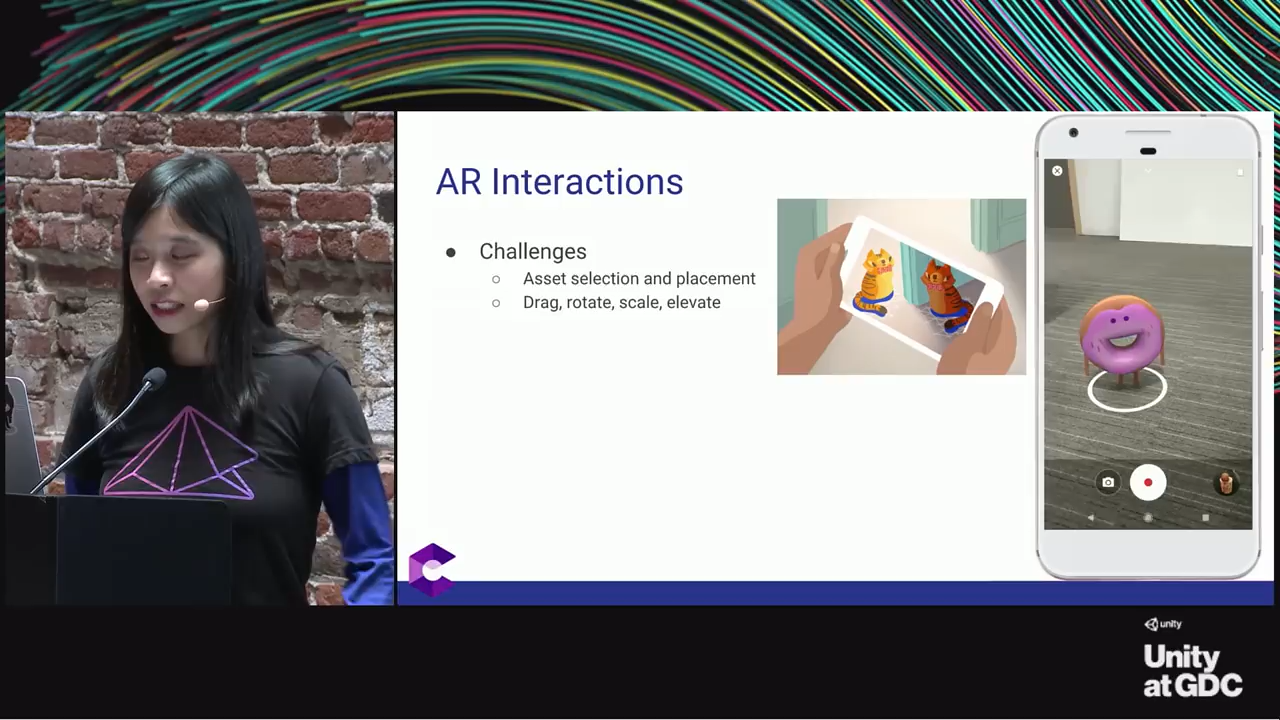 AR Interactions
Challenges
Asset selection and placement
Drag, rotate, scale, elevate
unity
Unity
at GDC